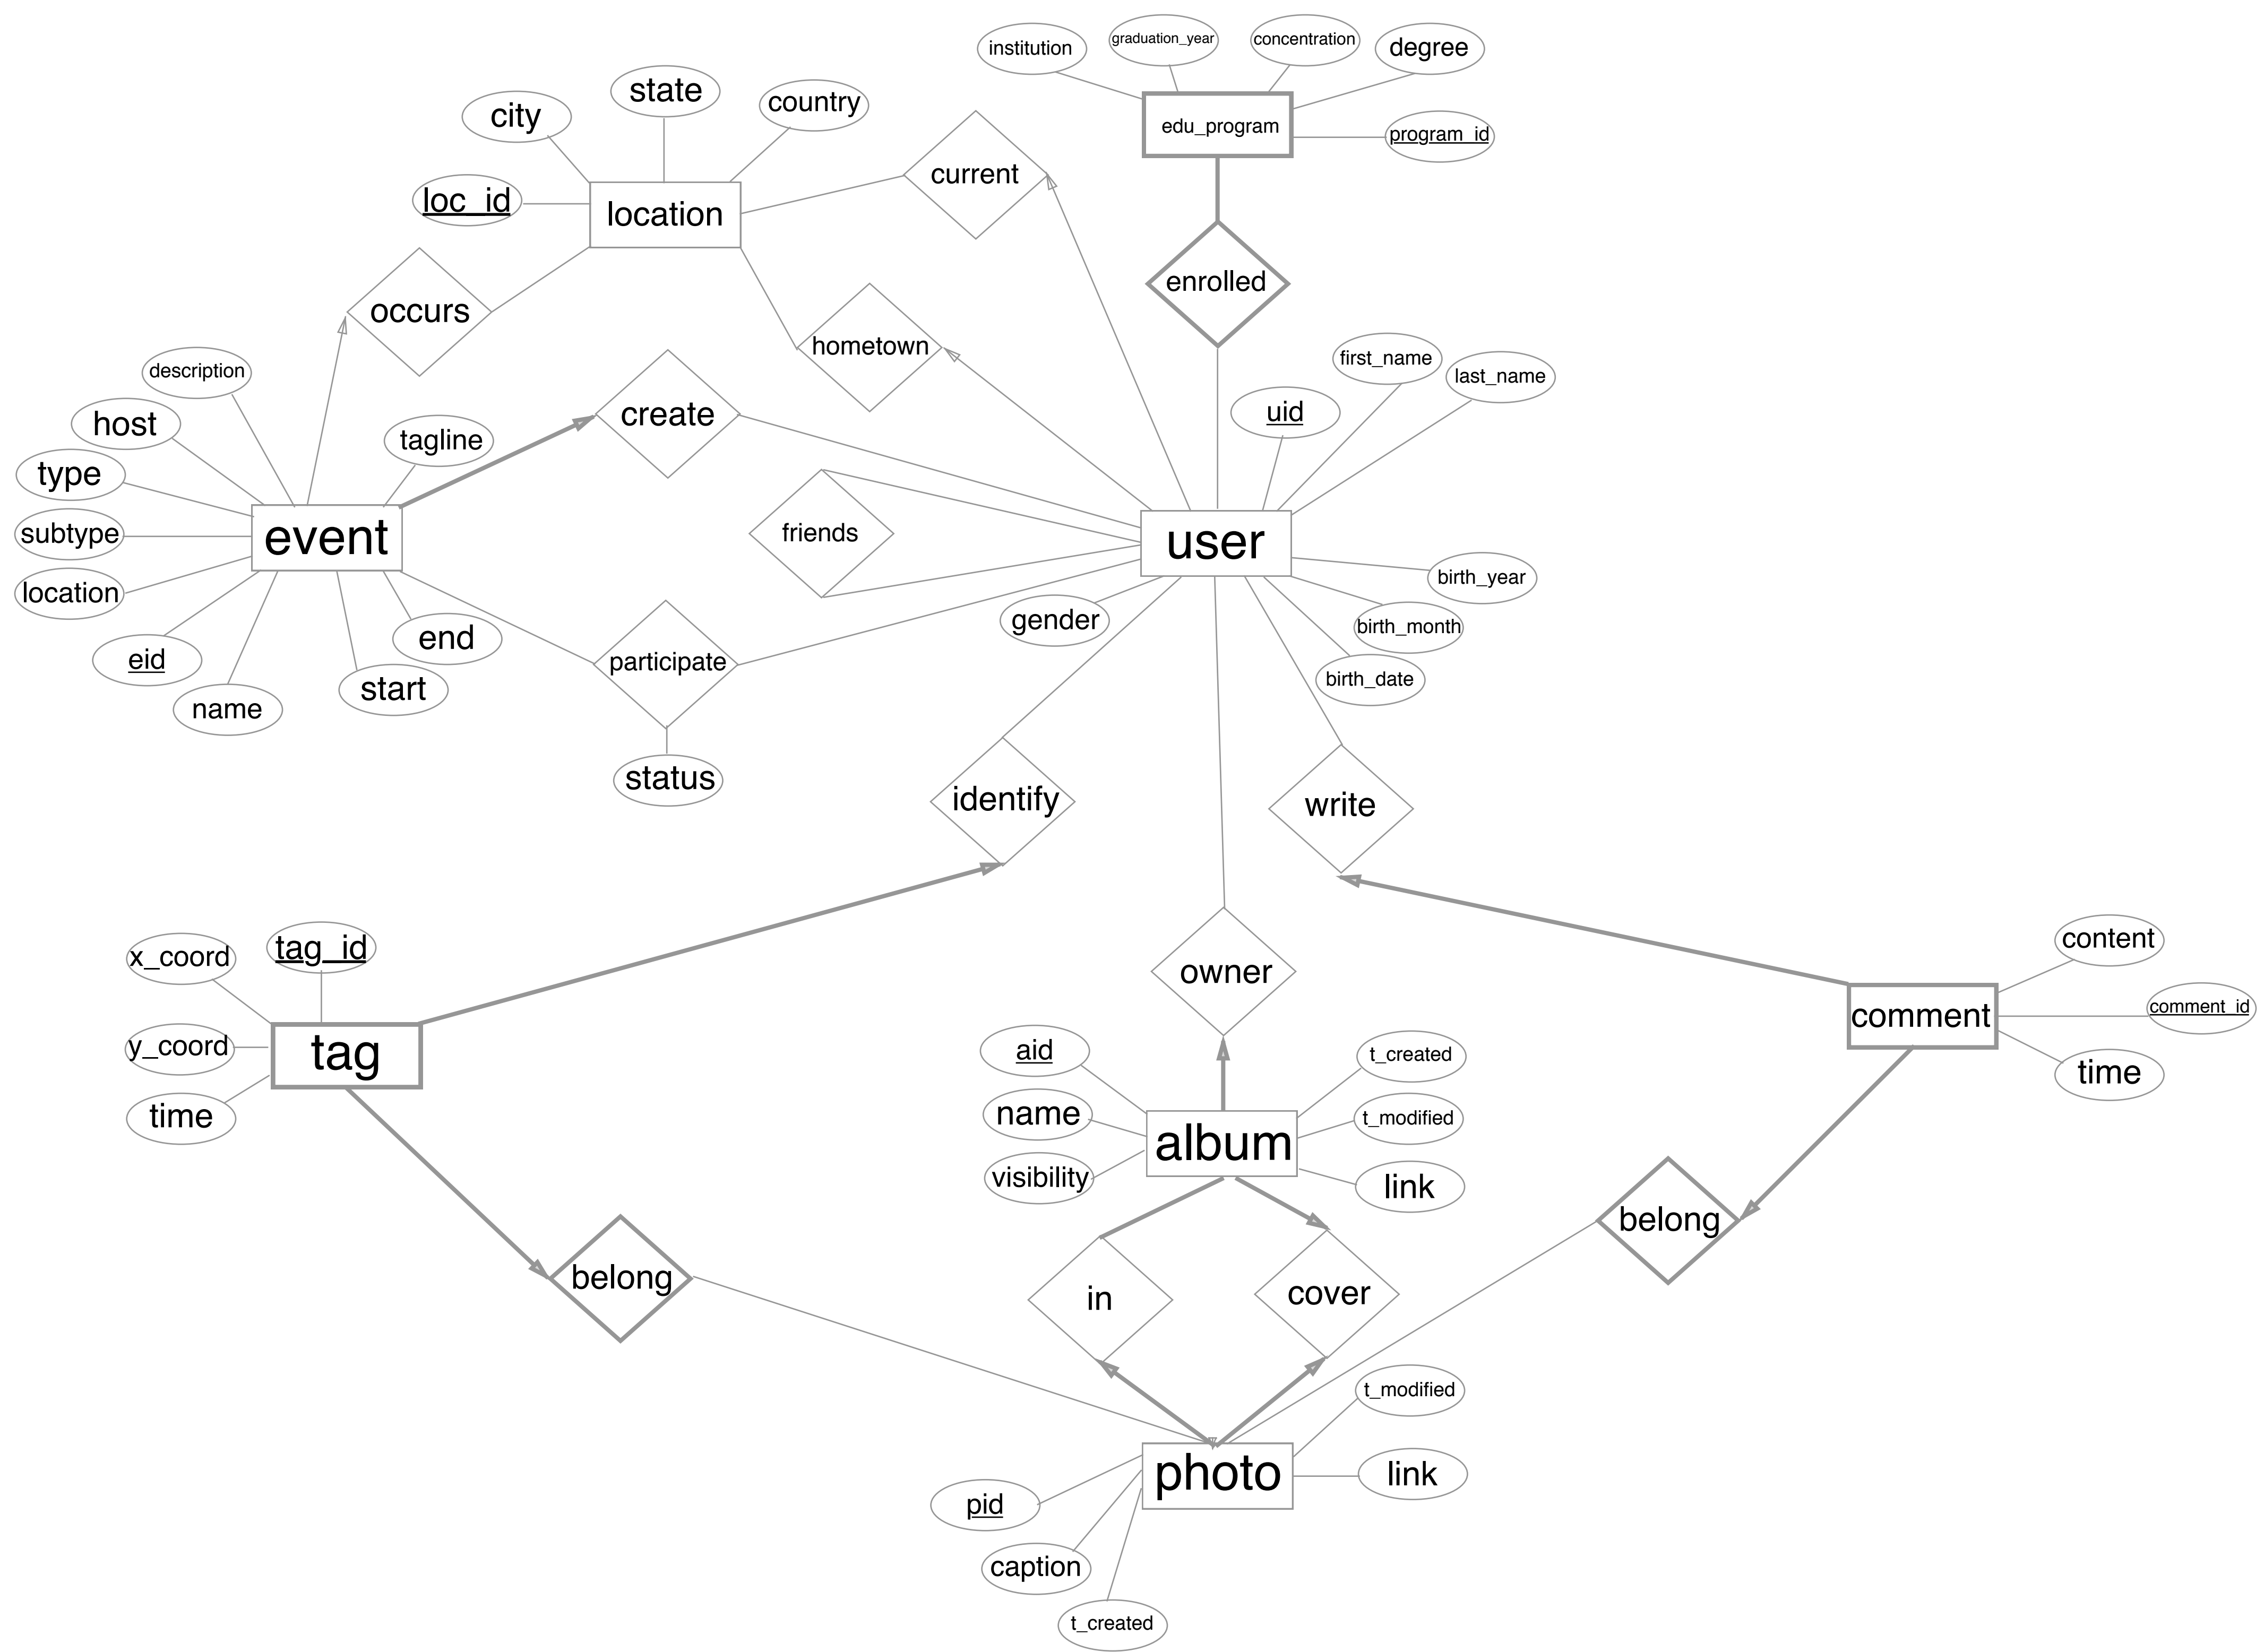 institution
graduation_year
concentration
degree
edu_program
program_id
city
state
country
loc_id
location
current
enrolled
occurs
hometown
description
host
type
subtype
location
tagline
create
event
eid
name
start
end
friends
participate
status
uid
first_name
last_name
user
gender
birth_year
birth_month
birth_date
identify
write
owner
x_coord
tag_id
y_coord
time
tag
content
comment_id
time
comment
aid
name
visibility
t_created
t_modified
link
album
belong
in
cover
belong
photo
pid
caption
t_created
t_modified
link